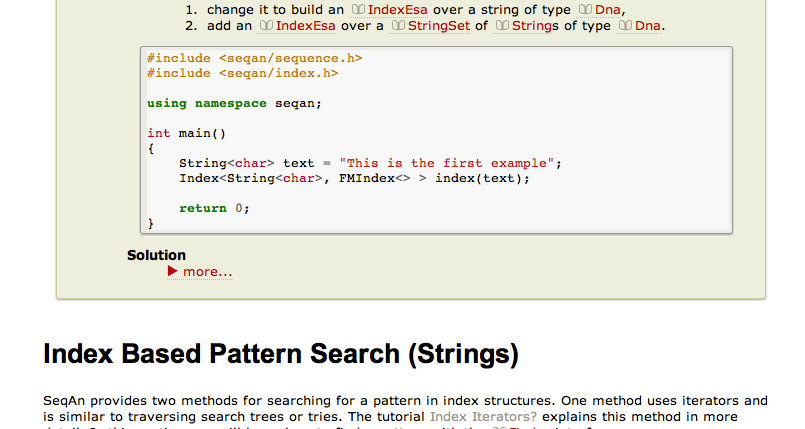 1. change it to build an IndexEsa over a string of type Dna,
2. add an IndexEsa over a StringSet of Strings of type Dna.
#include <seqan/sequence.h>
#include <seqan/index.h>
using namespace seqan;
int main()
{
String<char> text = "This is the first example";
Index<String<char>, FMIndex<> > index(text);
return 0;
}
Solution
more...
Index Based Pattern Search (Strings)
SeqAn provides two methods for searching for a pattern in index structures. One method uses iterators and
is similar to traversing search trees or tries. The tutorial Index Iterators? explains this method in more